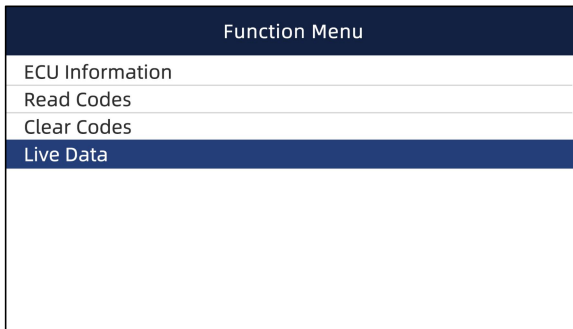 Function Menu
ECU Information
Read Codes
Clear Codes
Live Data